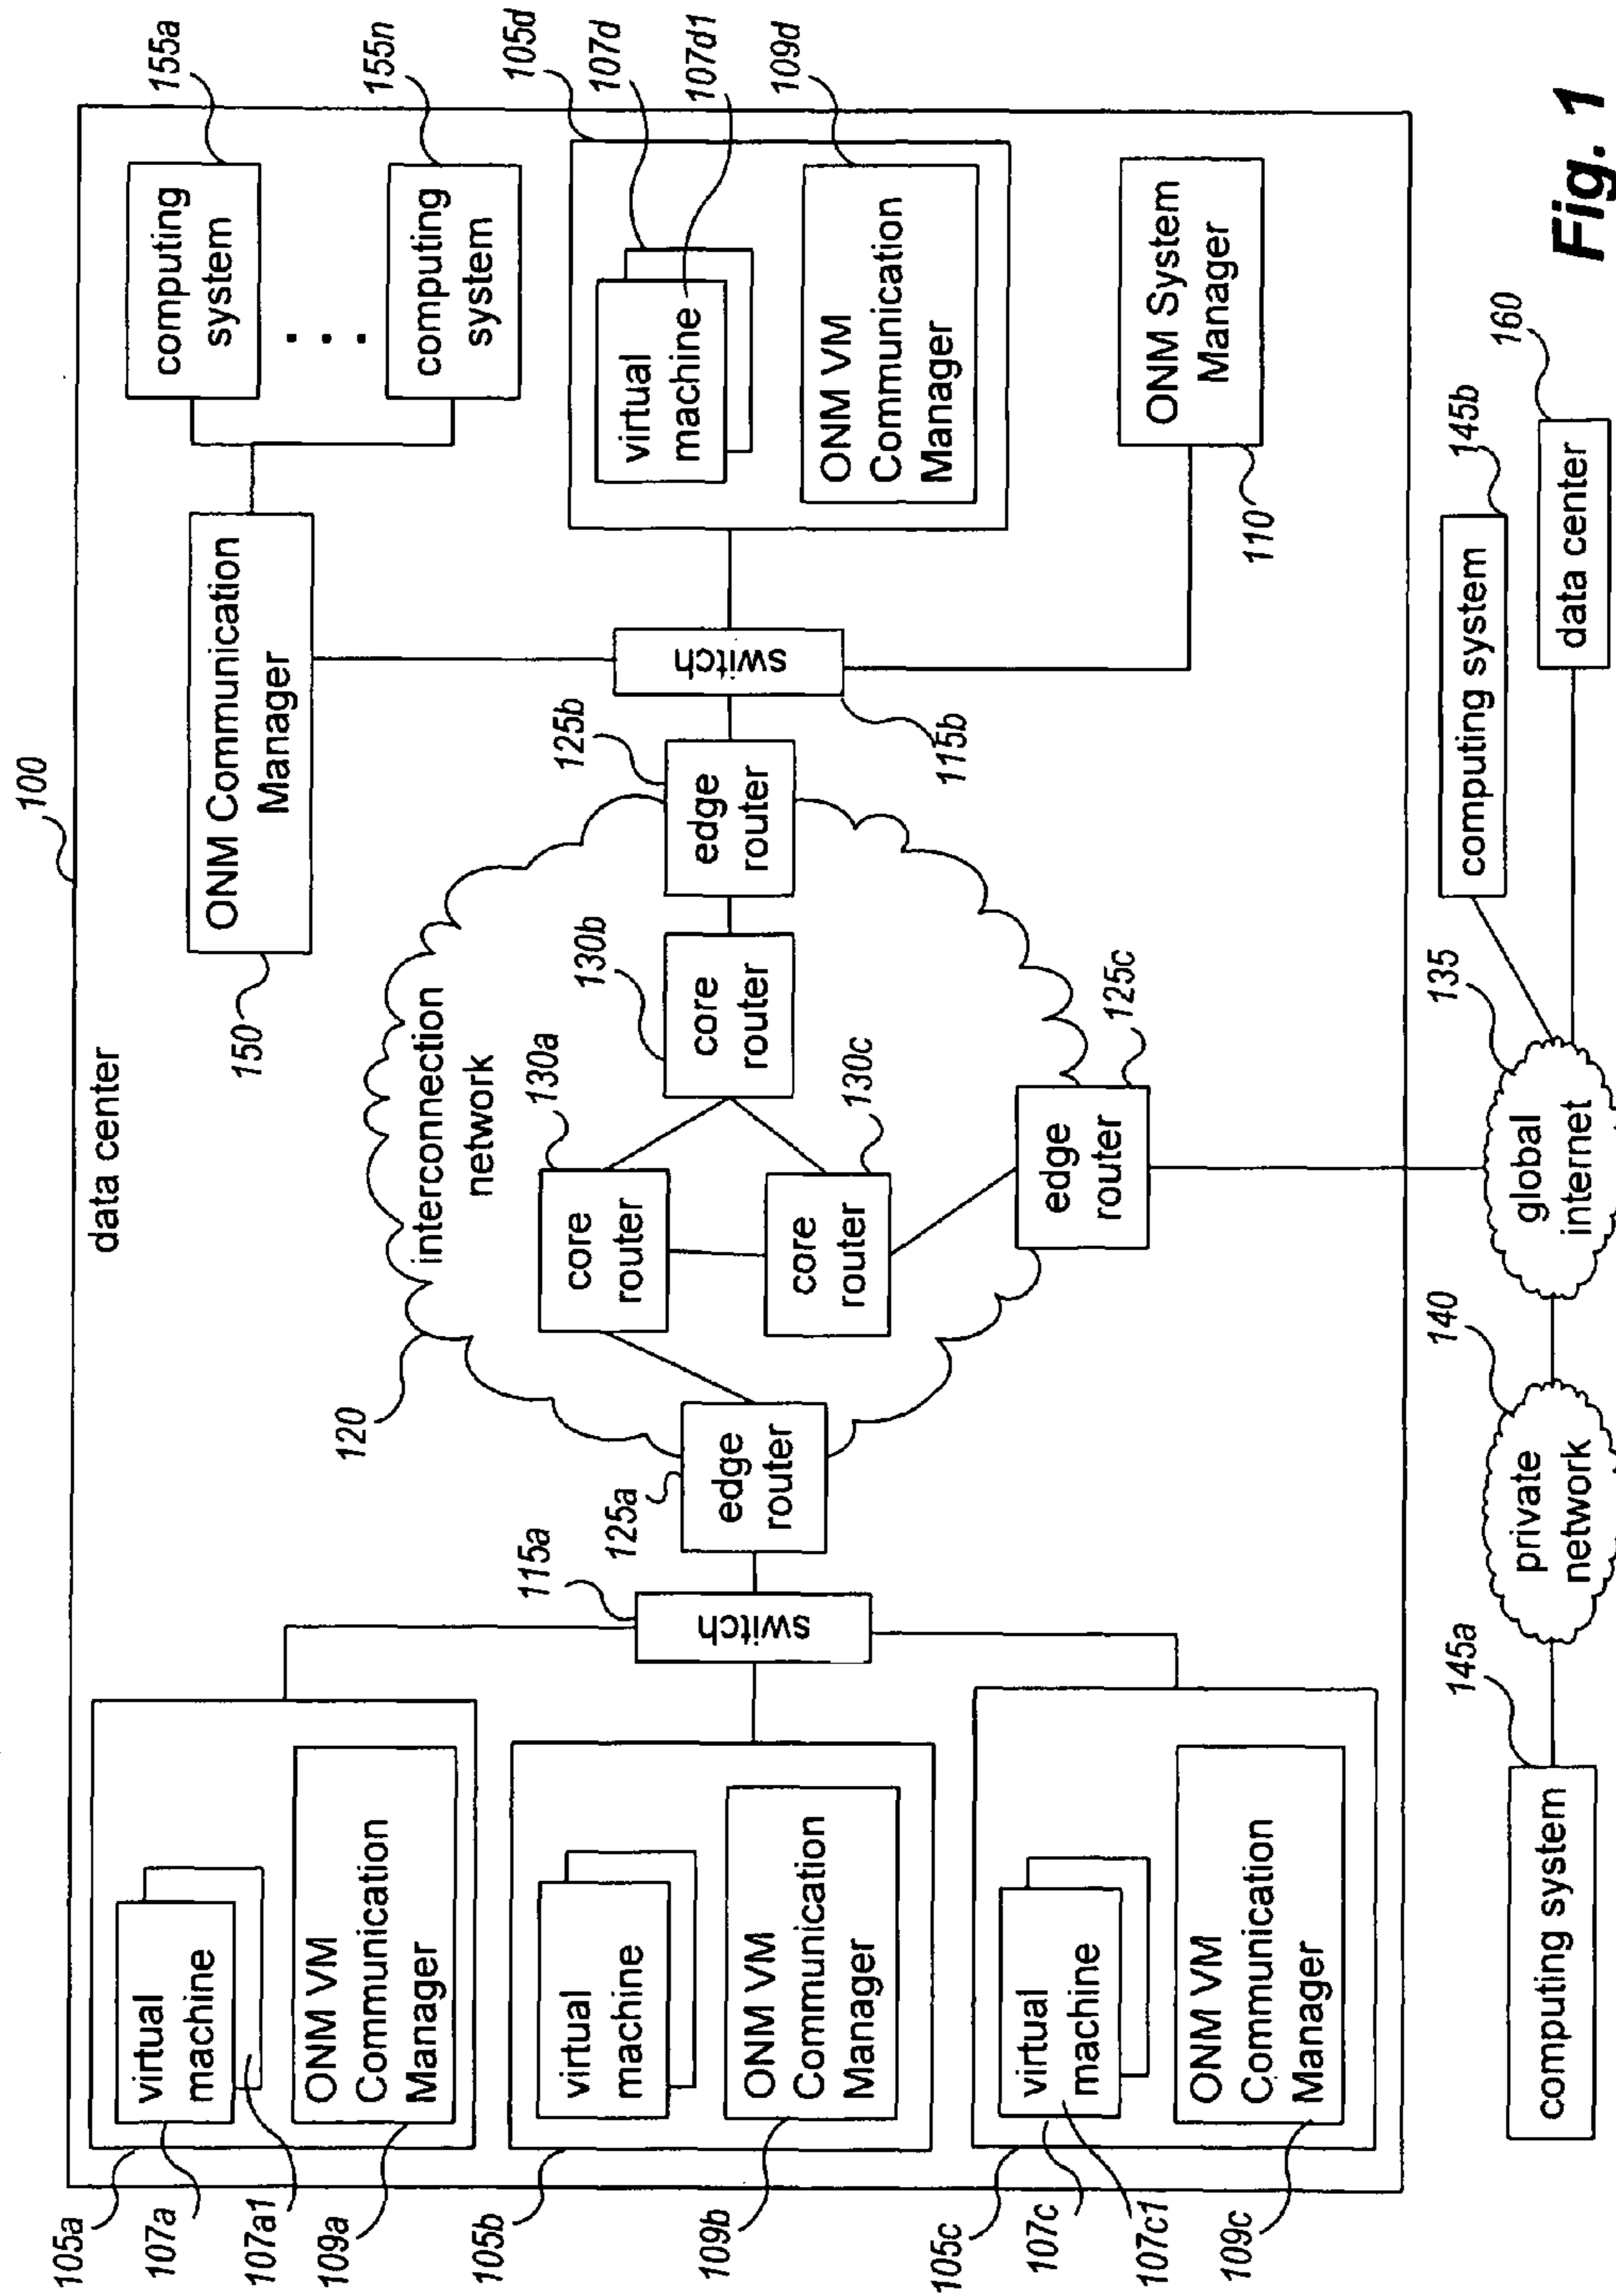 100
data center
105a
107a
107a1
109a
virtual
machine
ONM VM
Communication
Manager
105b
109b
virtual
machine
ONM VM
Communication
Manager
105c
107c
107c1
109c
virtual
machine
ONM VM
Communication
Manager
115a
switch
125a
edge
router
120
interconnection
network
130a
core
router
130b
core
router
130c
core
router
125b
edge
router
125c
edge
router
115b
switch
150
ONM Communication
Manager
155a
computing
system
...
155n
computing
system
105d
107d
107d1
109d
virtual
machine
ONM VM
Communication
Manager
110
ONM System
Manager
145a
computing system
140
private
network
135
global
internet
145b
computing system
160
data center
Fig. 1